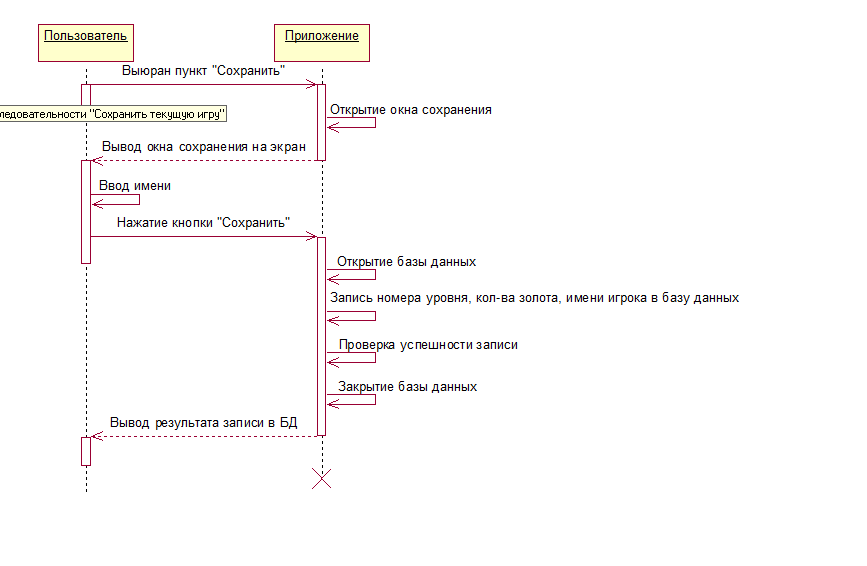 Пользователь
Приложение
Выюран пункт "Сохранить"
Открытие окна сохранения
ледовательности "Сохранить текущую игру"
Вывод окна сохранения на экран
Ввод имени
Нажатие кнопки "Сохранить"
Открытие базы данных
Запись номера уровня, кол-ва золота, имени игрока в базу данных
Проверка успешности записи
Закрытие базы данных
Вывод результата записи в БД